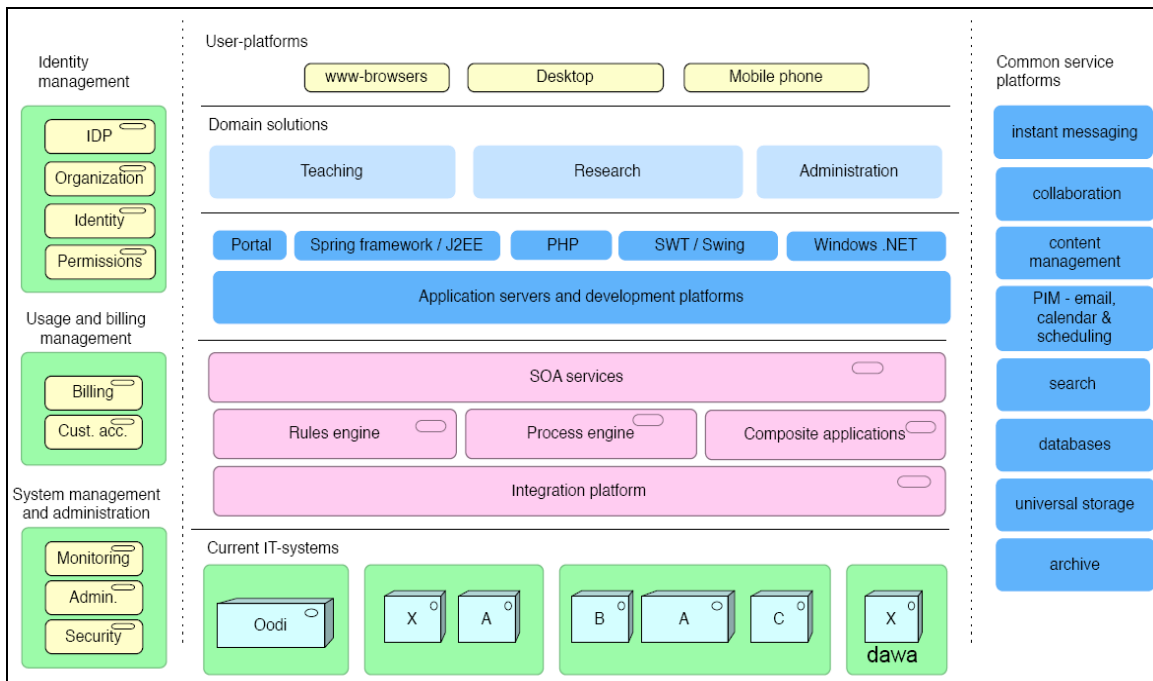 Identity
management
IDP
Organization
Identity
Permissions
Usage and billing
management
Billing
Cust. acc.
System management
and administration
Monitoring
Admin.
Security
User-platforms
www-browsers
Desktop
Mobile phone
Domain solutions
Teaching
Research
Administration
Portal
Spring framework / J2EE
PHP
SWT / Swing
Windows .NET
Application servers and development platforms
SOA services
Rules engine
Process engine
Composite applications
Integration platform
Current IT-systems
Oodi
X
A
B
A
C
X
dawa
Common service
platforms
instant messaging
collaboration
content
management
PIM - email,
calendar &
scheduling
search
databases
universal storage
archive